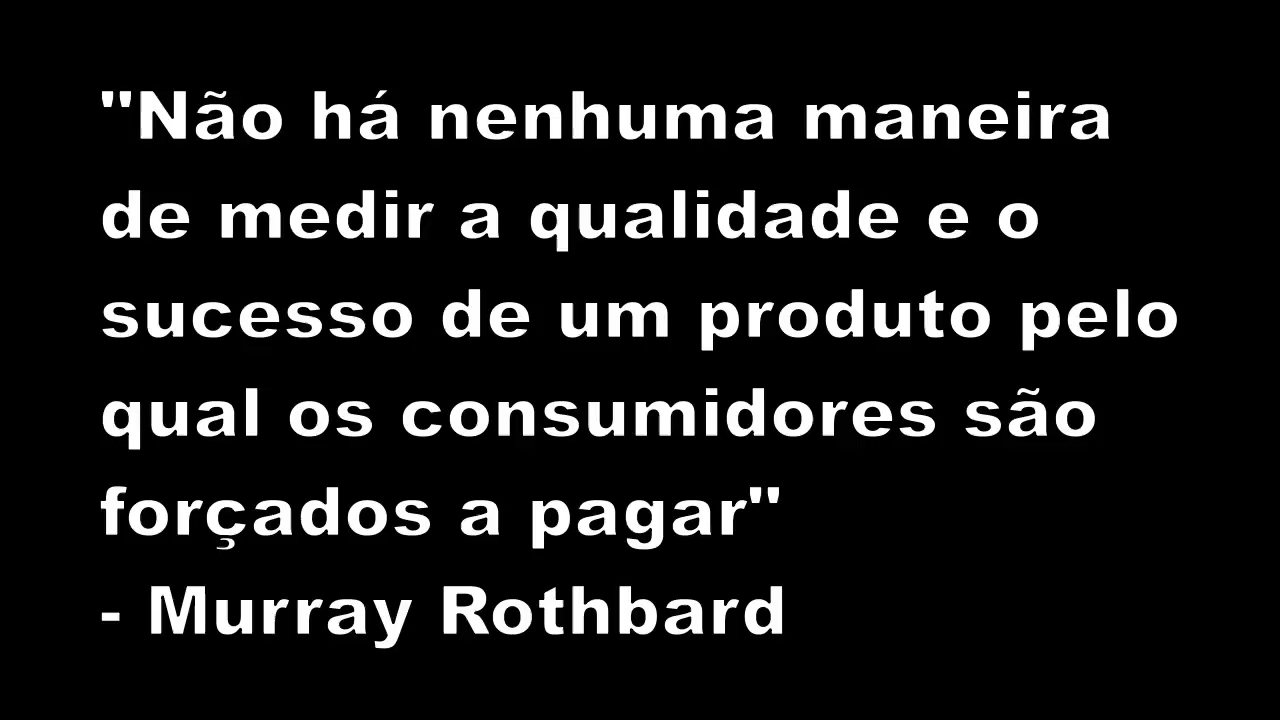 "Não há nenhuma maneira
de medir a qualidade e o
sucesso de um produto pelo
qual os consumidores são
forçados a pagar"
- Murray Rothbard